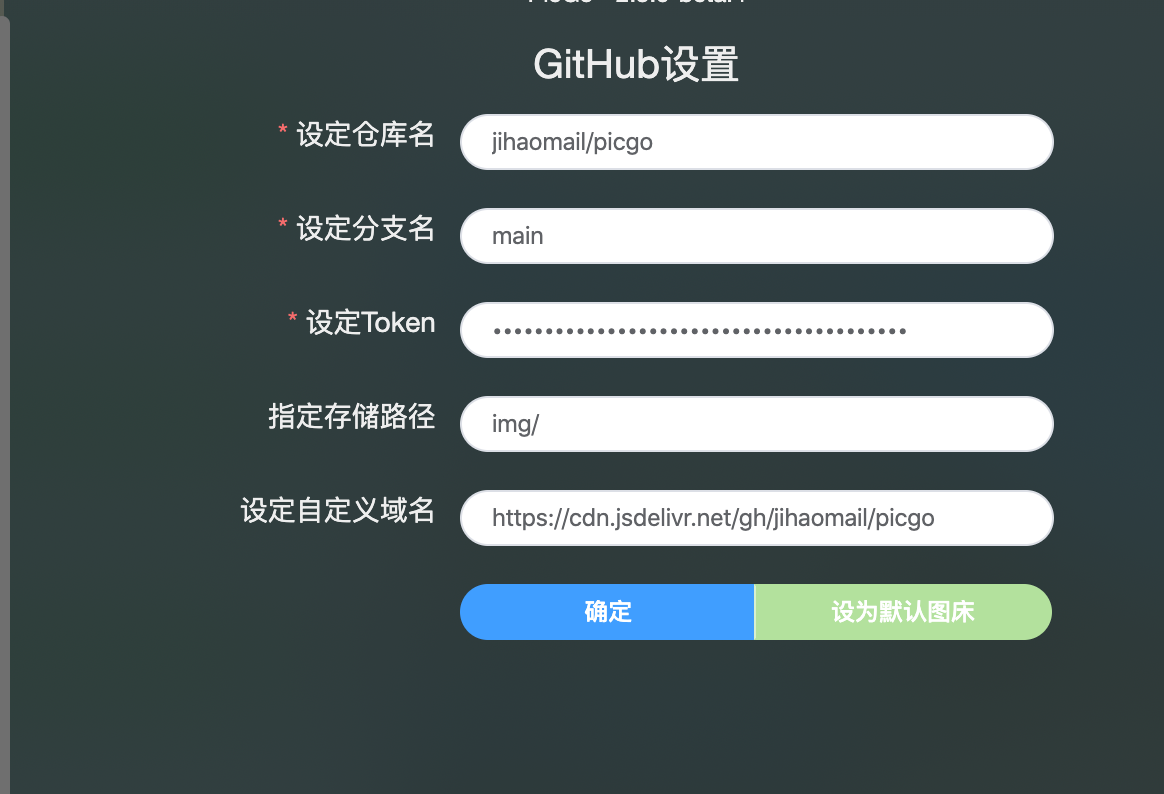 GitHub设置
* 设定仓库名
jihaomail/picgo
* 设定分支名
main
* 设定Token
••••••••••••••••••••••••••••••••••••••••
指定存储路径
img/
设定自定义域名
https://cdn.jsdelivr.net/gh/jihaomail/picgo
确定
设为默认图床